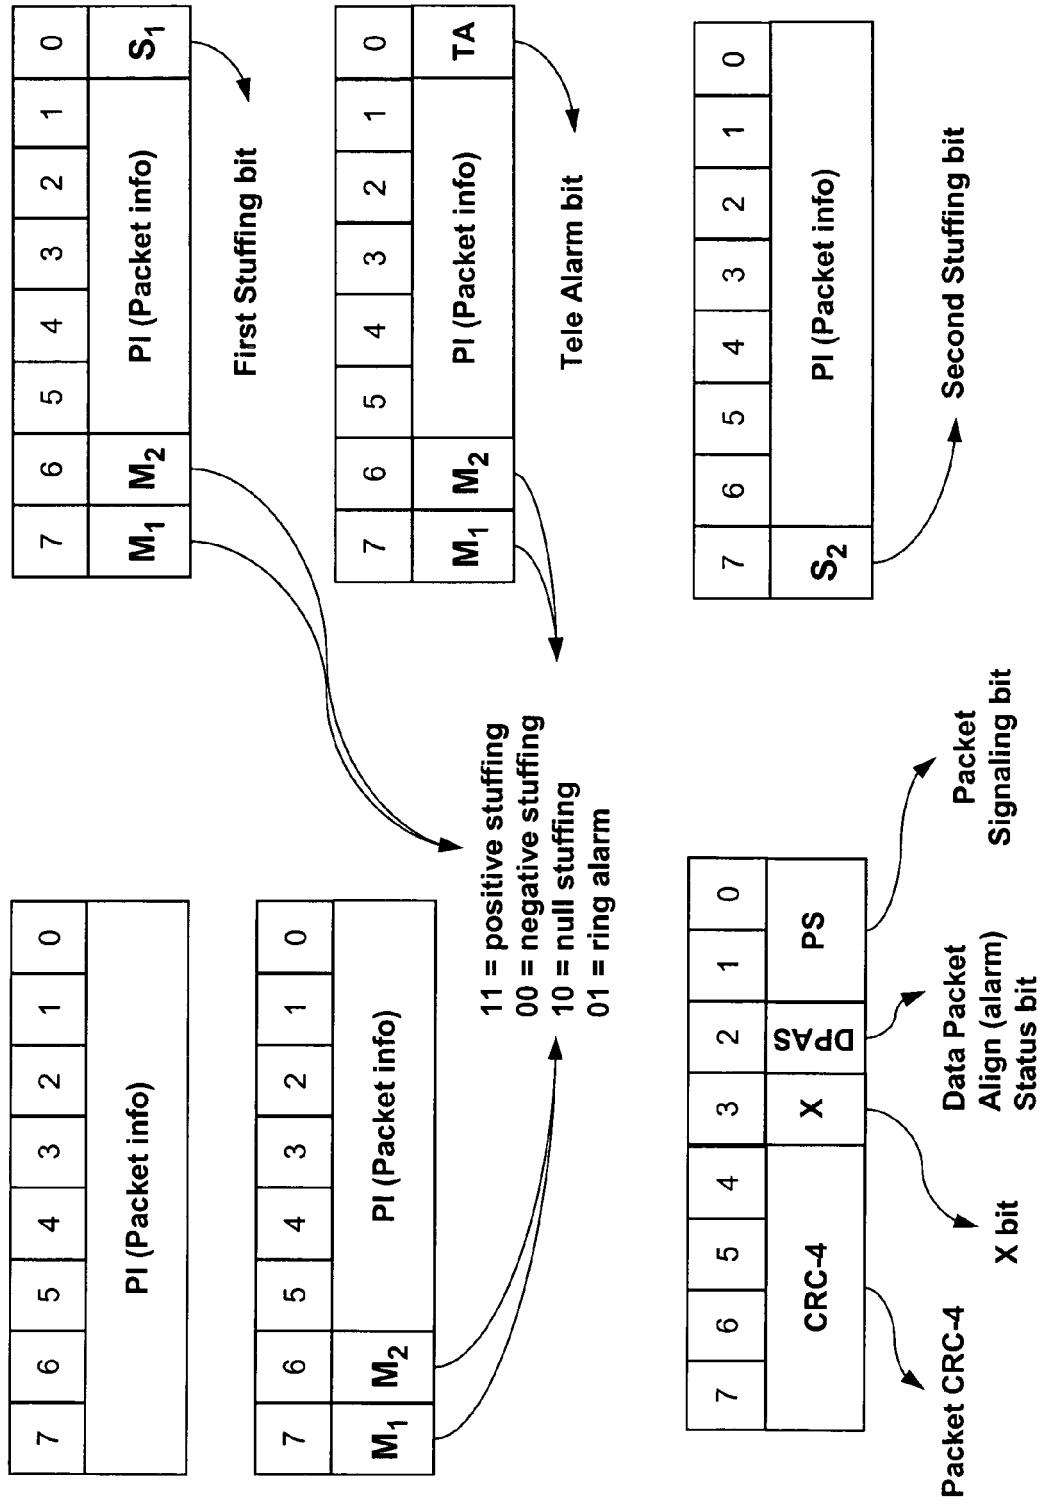 7 6 5 4 3 2 1 0
PI (Packet info)
7 6 5 4 3 2 1 0
M1 M2 PI (Packet info) S1
First Stuffing bit
7 6 5 4 3 2 1 0
M1 M2 PI (Packet info)
7 6 5 4 3 2 1 0
M1 M2 PI (Packet info) TA
Tele Alarm bit
11 = positive stuffing
00 = negative stuffing
10 = null stuffing
01 = ring alarm
7 6 5 4 3 2 1 0
CRC-4 X DPAS PS
Packet CRC-4
X bit
Data Packet
Align (alarm)
Status bit
Packet
Signaling bit
7 6 5 4 3 2 1 0
S2 PI (Packet info)
Second Stuffing bit